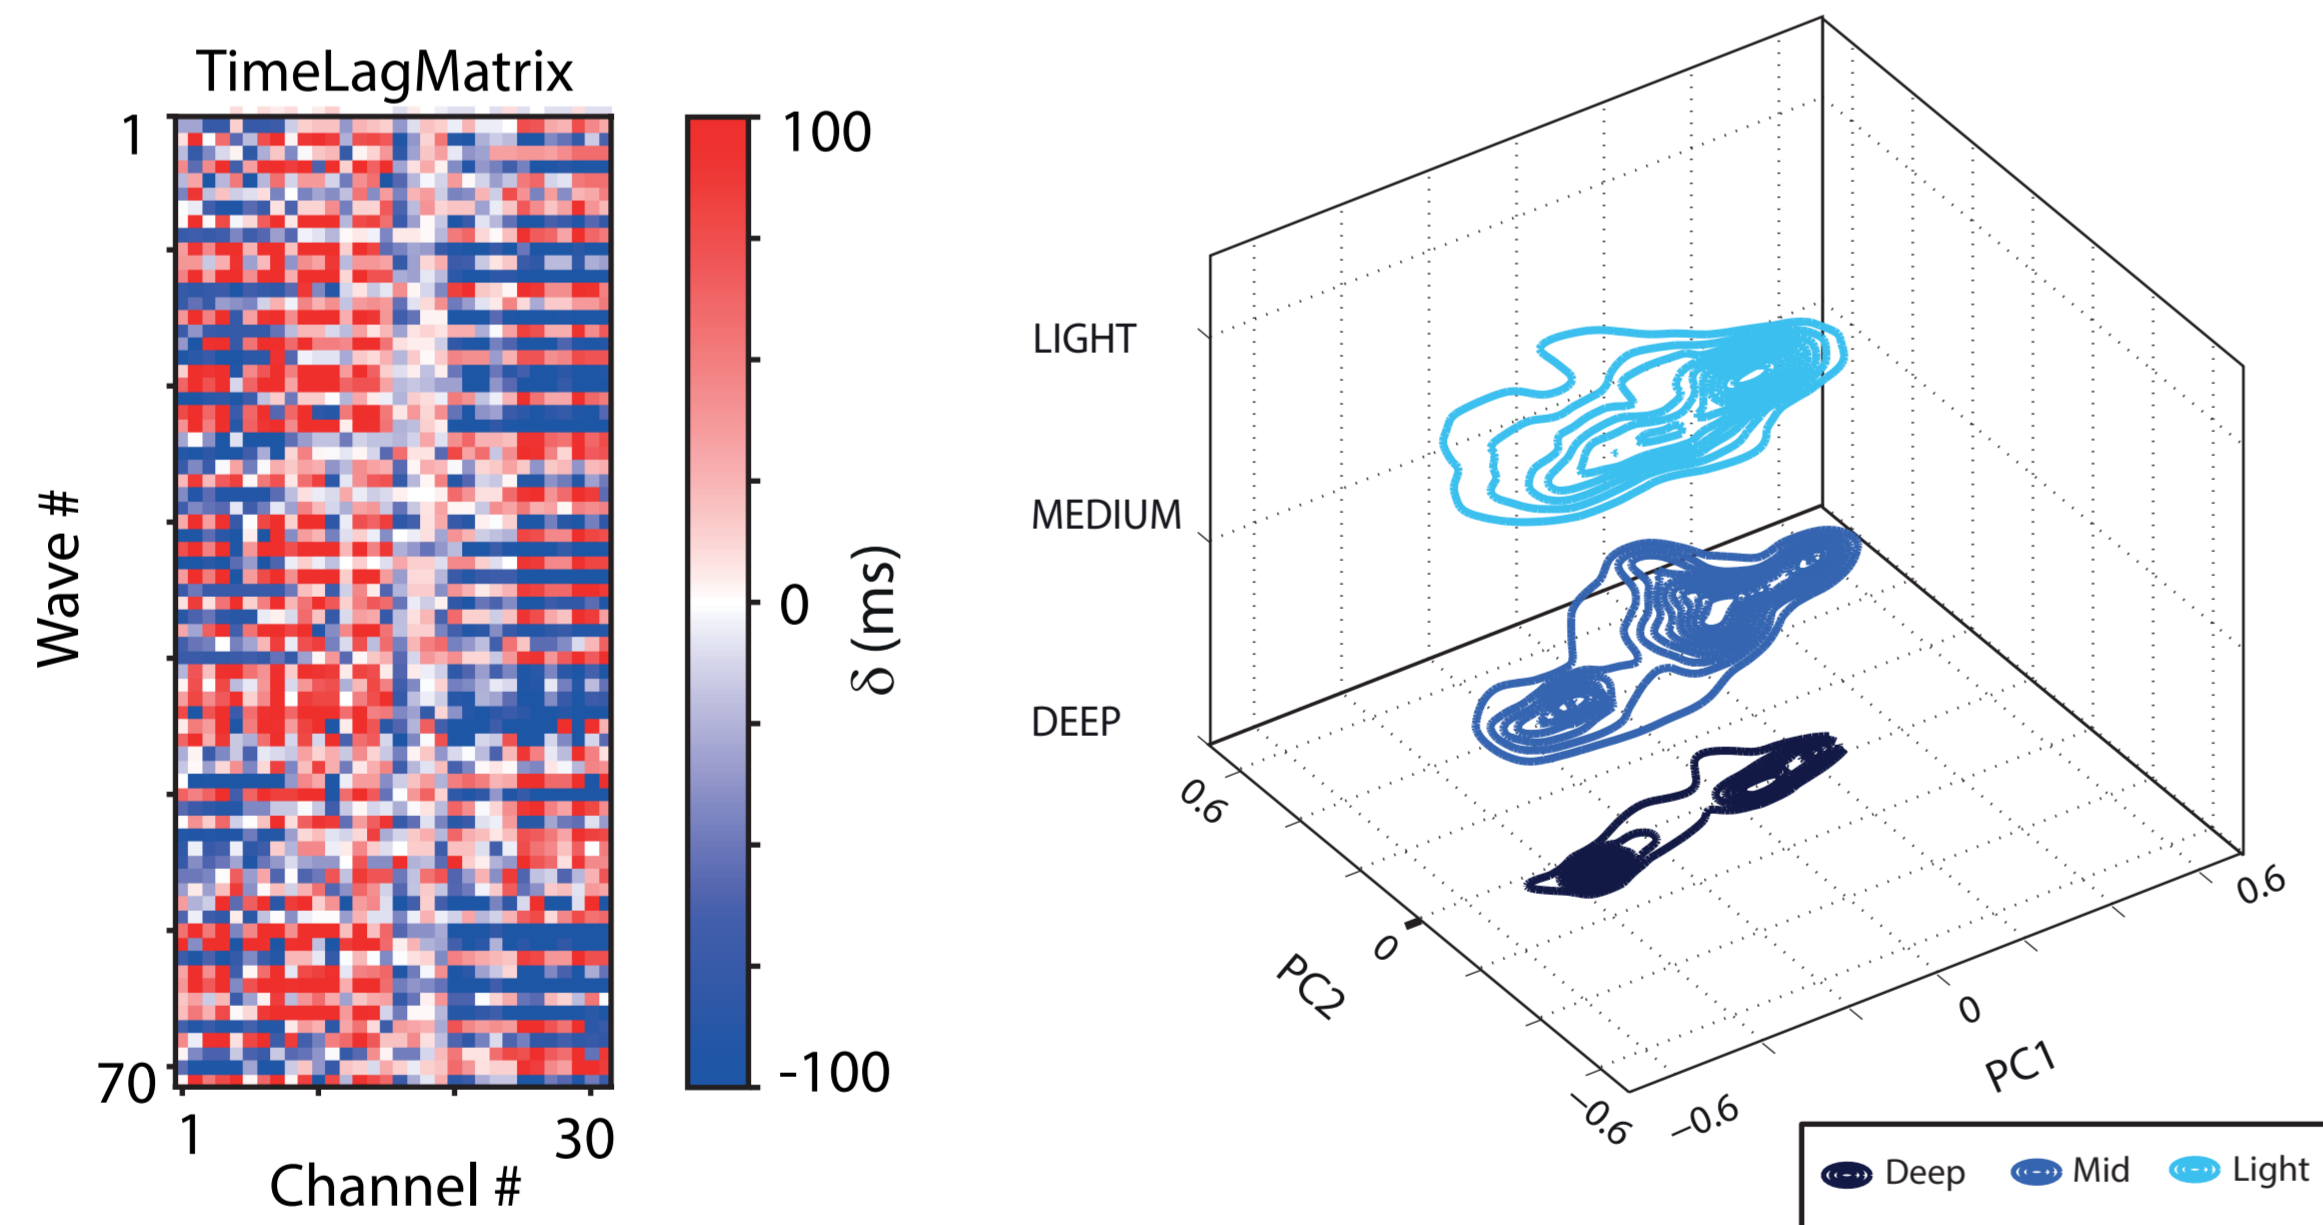 TimeLagMatrix
1
70
Wave #
1
30
Channel #
100
0
-100
δ (ms)
LIGHT
MEDIUM
DEEP
0.6
0
−0.6
PC2
−0.6
0
0.6
PC1
Deep Mid Light